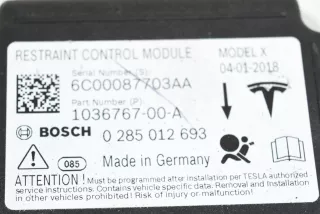 RESTRAINT CONTROL MODULE MODEL X
Serial Number (S): 04-01-2018
6C00087703AA
Part Number (P)
1036767-00-A
BOSCH 0 285 012 693
085 Made in Germany
ATTENTION! Must be programmed after installation per TESLA authorized
service instructions. Contains vehicle specific data. Removal and Installation
in other vehicles prohibited! Risk of injury or-malfunction!